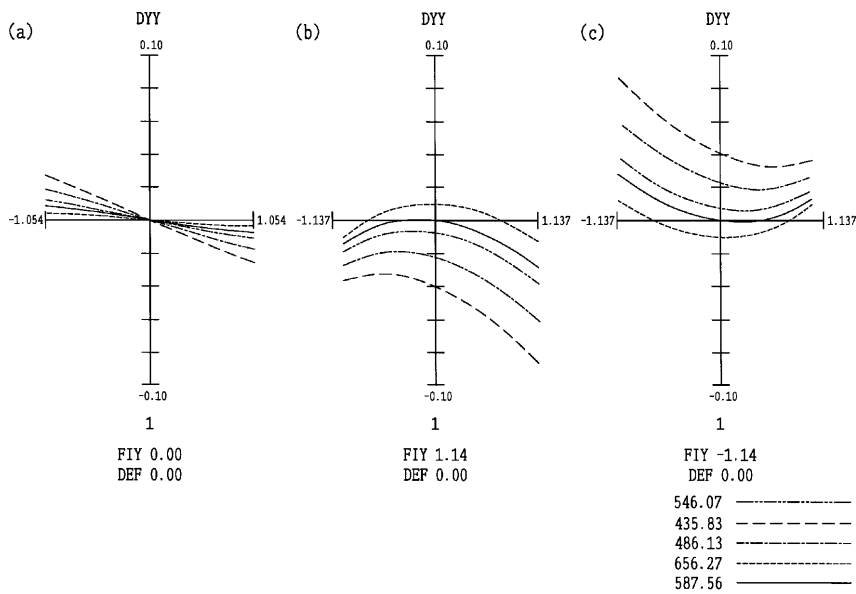 (a)
DYY
0.10
-1.054
1.054
-0.10
1
FIY 0.00
DEF 0.00
(b)
DYY
0.10
-1.137
1.137
-0.10
1
FIY 1.14
DEF 0.00
(c)
DYY
0.10
-1.137
1.137
-0.10
1
FIY -1.14
DEF 0.00
546.07
435.83
486.13
656.27
587.56